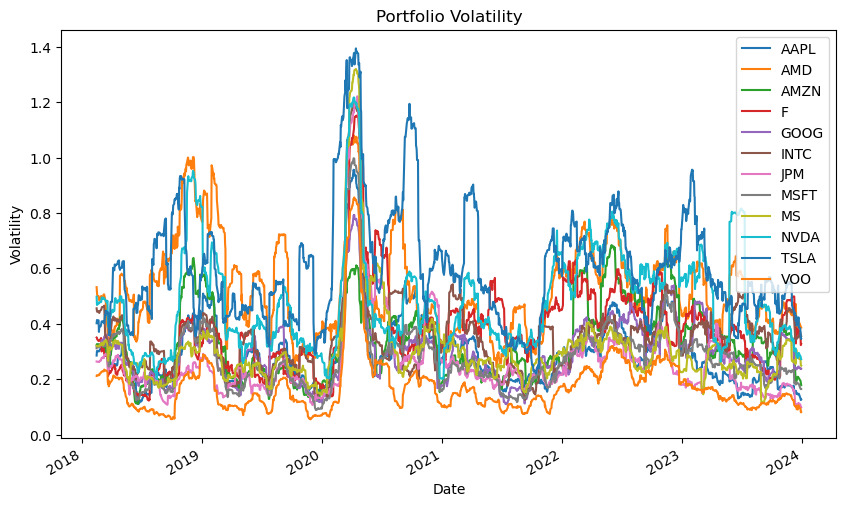 Portfolio Volatility
Volatility
1.4
1.2
1.0
0.8
0.6
0.4
0.2
0.0
AAPL
AMD
AMZN
F
GOOG
INTC
JPM
MSFT
MS
NVDA
TSLA
VOO
2018
2019
2020
2021
2022
2023
2024
Date